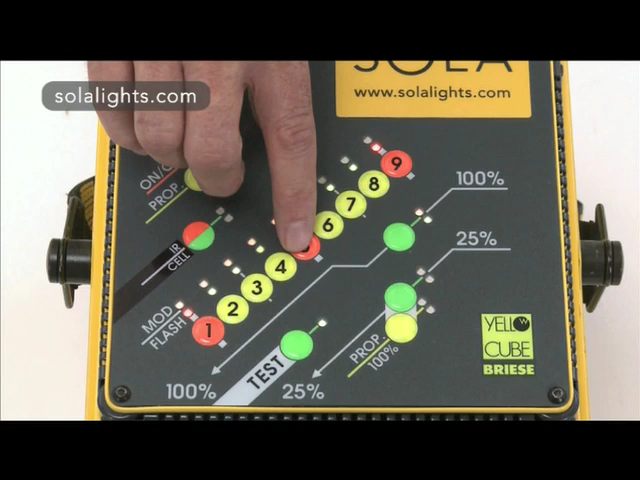 SOLA
www.solalights.com
solalights.com
ON/O
PROP.
IR
CELL
9
8
7
6
4
3
2
1
100%
25%
MOD
FLASH
100%
TEST
25%
PROP.
100%
YELLOW
CUBE
BRIESE